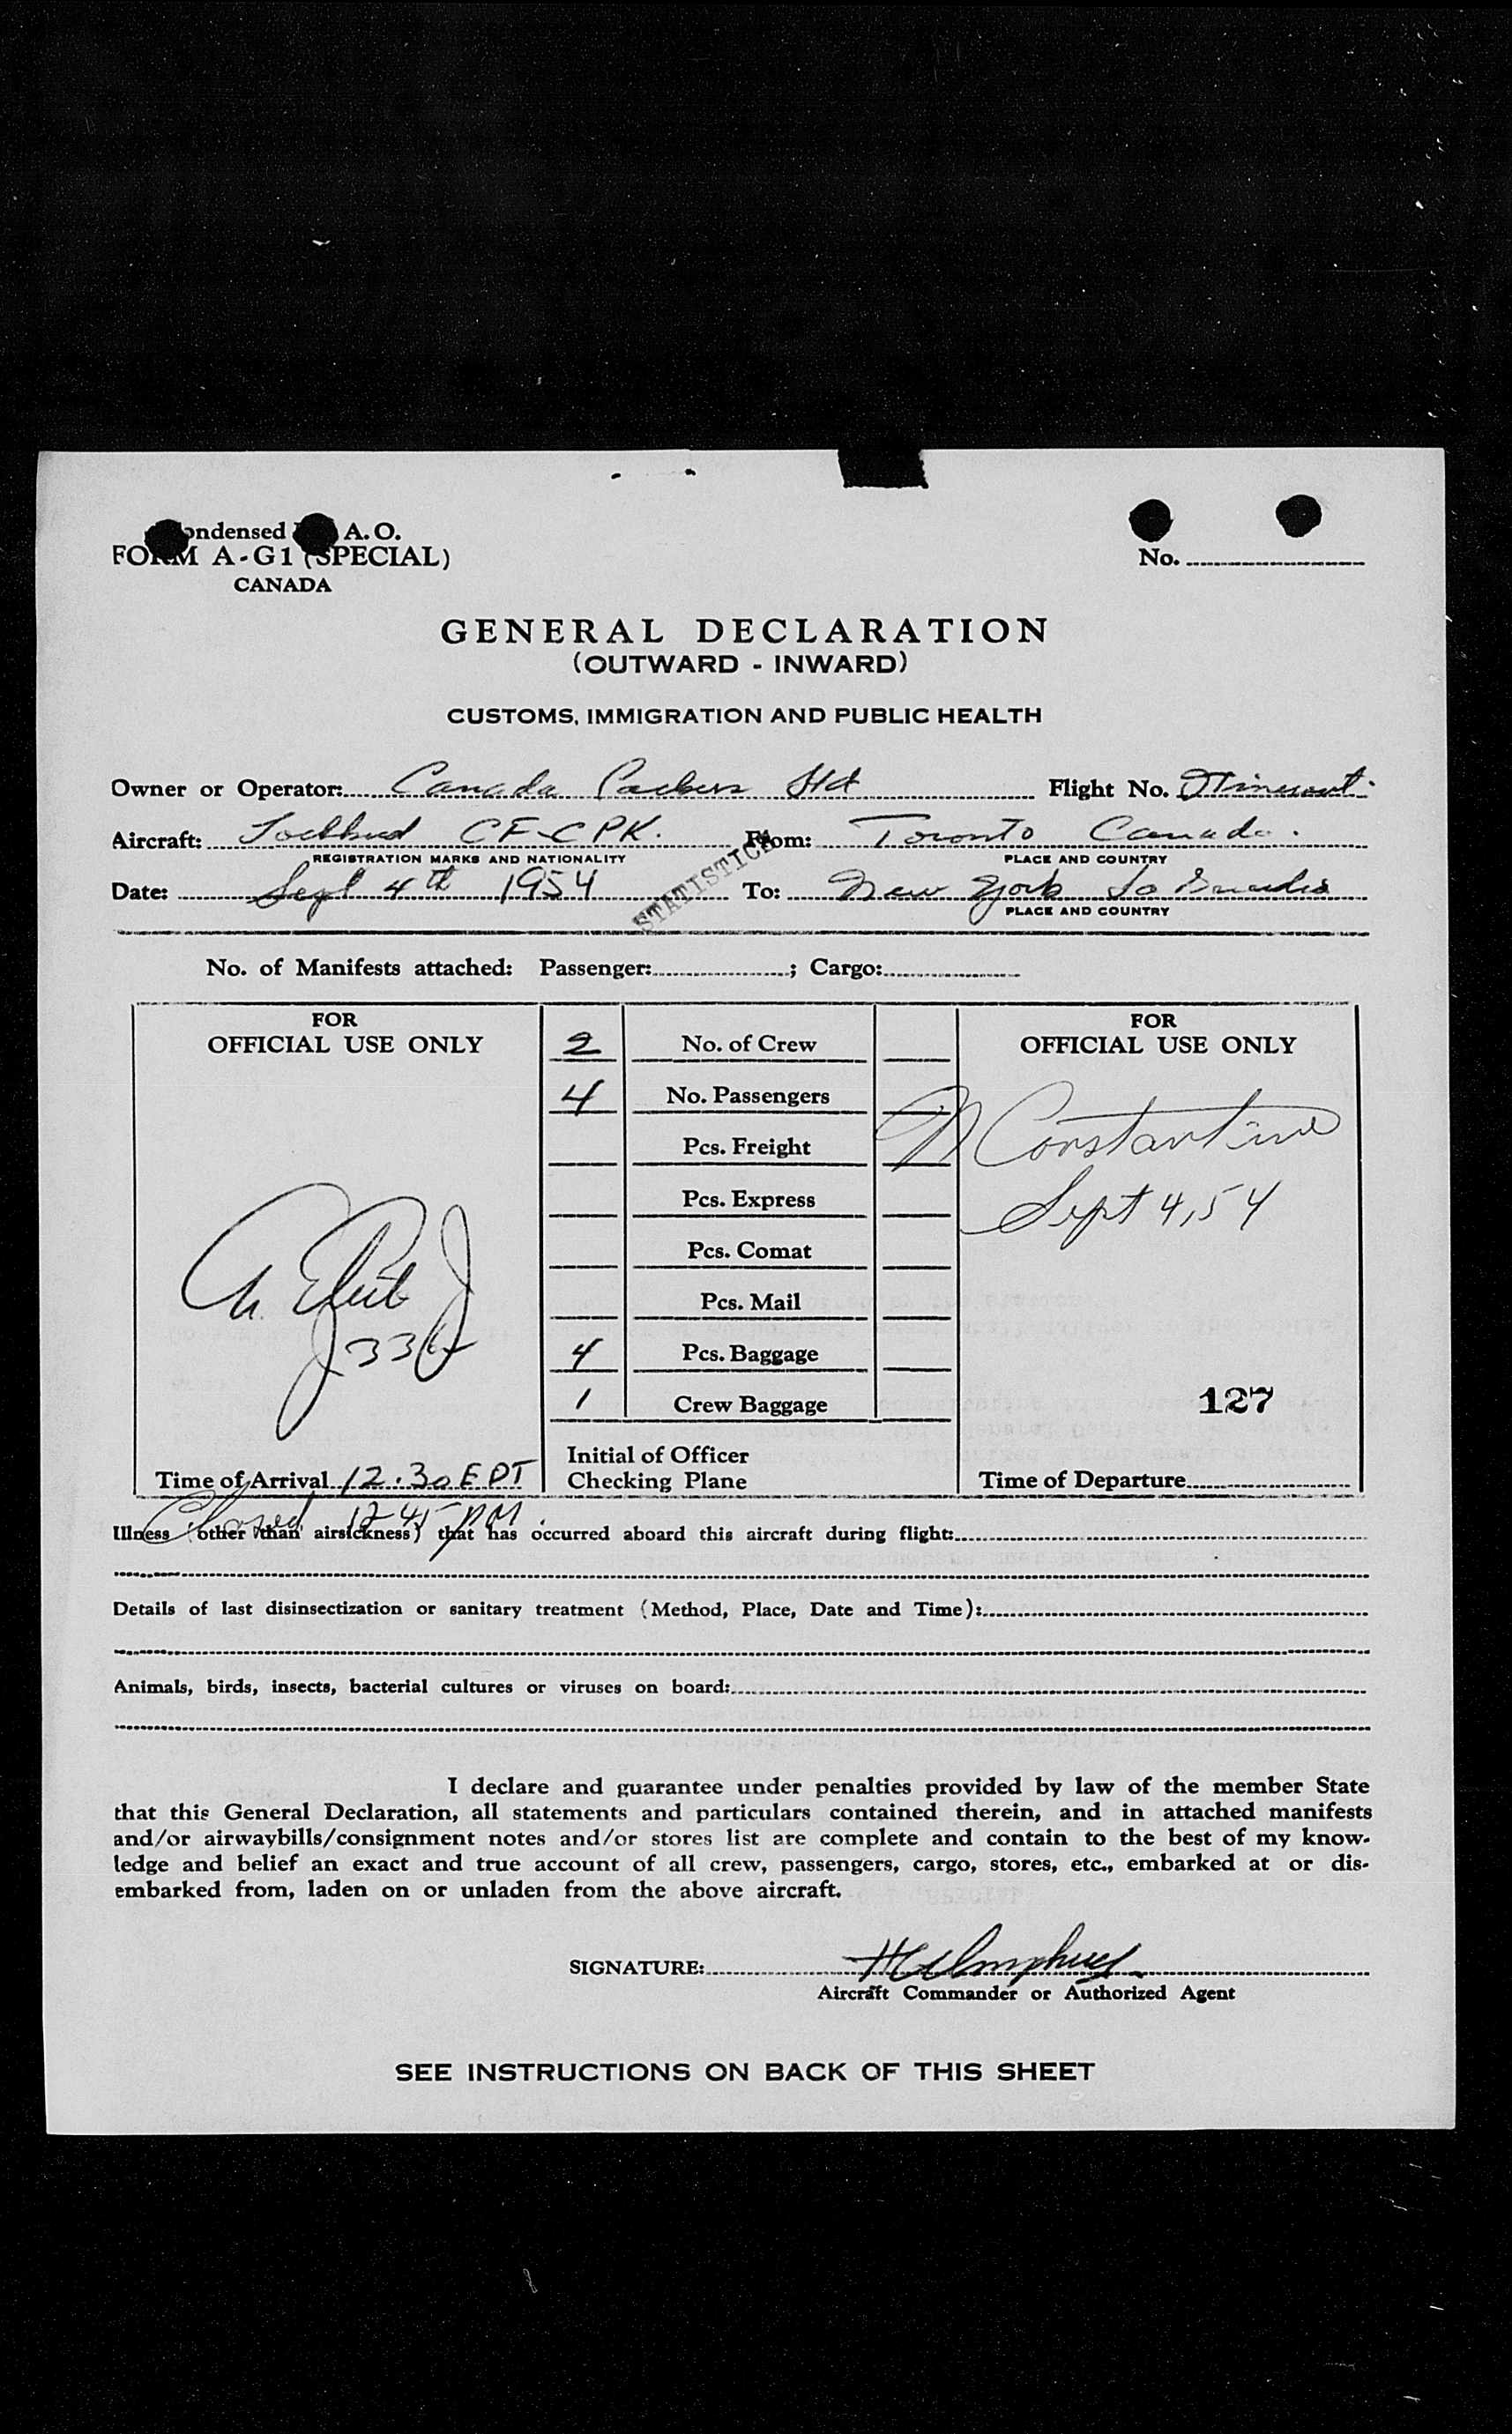 Condensed A. O.
FORM A-G1 (SPECIAL)
CANADA
No.
GENERAL DECLARATION
(OUTWARD - INWARD)
CUSTOMS, IMMIGRATION AND PUBLIC HEALTH
Owner or Operator: Canada Packers Ltd Flight No. Itinerant.
Aircraft: Lockheed CF-CPK. From: Toronto Canada.
REGISTRATION MARKS AND NATIONALITY PLACE AND COUNTRY
STATISTICAL
Date: Sept 4th 1954 To: New York La Guardia
PLACE AND COUNTRY
No. of Manifests attached: Passenger: ; Cargo:
FOR
OFFICIAL USE ONLY
2 No. of Crew
4 No. Passengers
Pcs. Freight
Pcs. Express
Pcs. Comat
Pcs. Mail
4 Pcs. Baggage
1 Crew Baggage
Initial of Officer
Checking Plane
Time of Arrival 12.30 EDT
Closed 12-45 PM.
FOR
OFFICIAL USE ONLY
M Constantine
Sept 4, 54
127
Time of Departure
Illness (other than airsickness) that has occurred aboard this aircraft during flight:
Details of last disinsectization or sanitary treatment (Method, Place, Date and Time):
Animals, birds, insects, bacterial cultures or viruses on board:
I declare and guarantee under penalties provided by law of the member State
that this General Declaration, all statements and particulars contained therein, and in attached manifests
and/or airwaybills/consignment notes and/or stores list are complete and contain to the best of my know-
ledge and belief an exact and true account of all crew, passengers, cargo, stores, etc., embarked at or dis-
embarked from, laden on or unladen from the above aircraft.
SIGNATURE:
Aircraft Commander or Authorized Agent
SEE INSTRUCTIONS ON BACK OF THIS SHEET